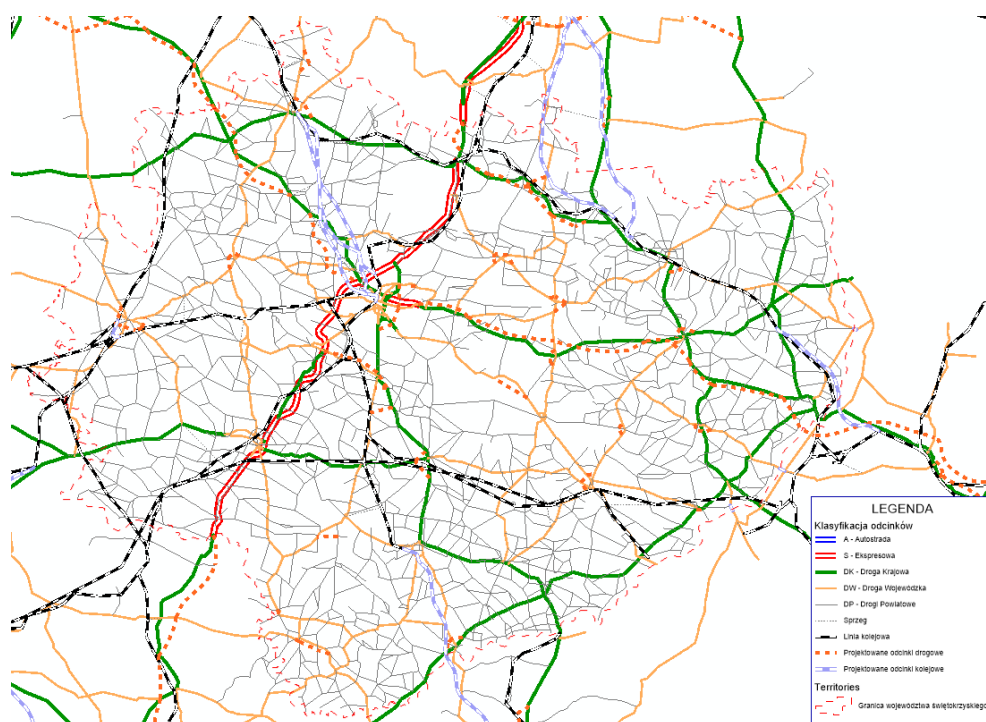 LEGENDA
Klasyfikacja odcinków
A - Autostrada
S - Ekspresowa
DK - Droga Krajowa
DW - Droga Wojewódzka
DP - Drogi Powiatowe
Sprzęg
Linia kolejowa
Projektowane odcinki drogowe
Projektowane odcinki kolejowe
Territories
Granica województwa świętokrzyskiego